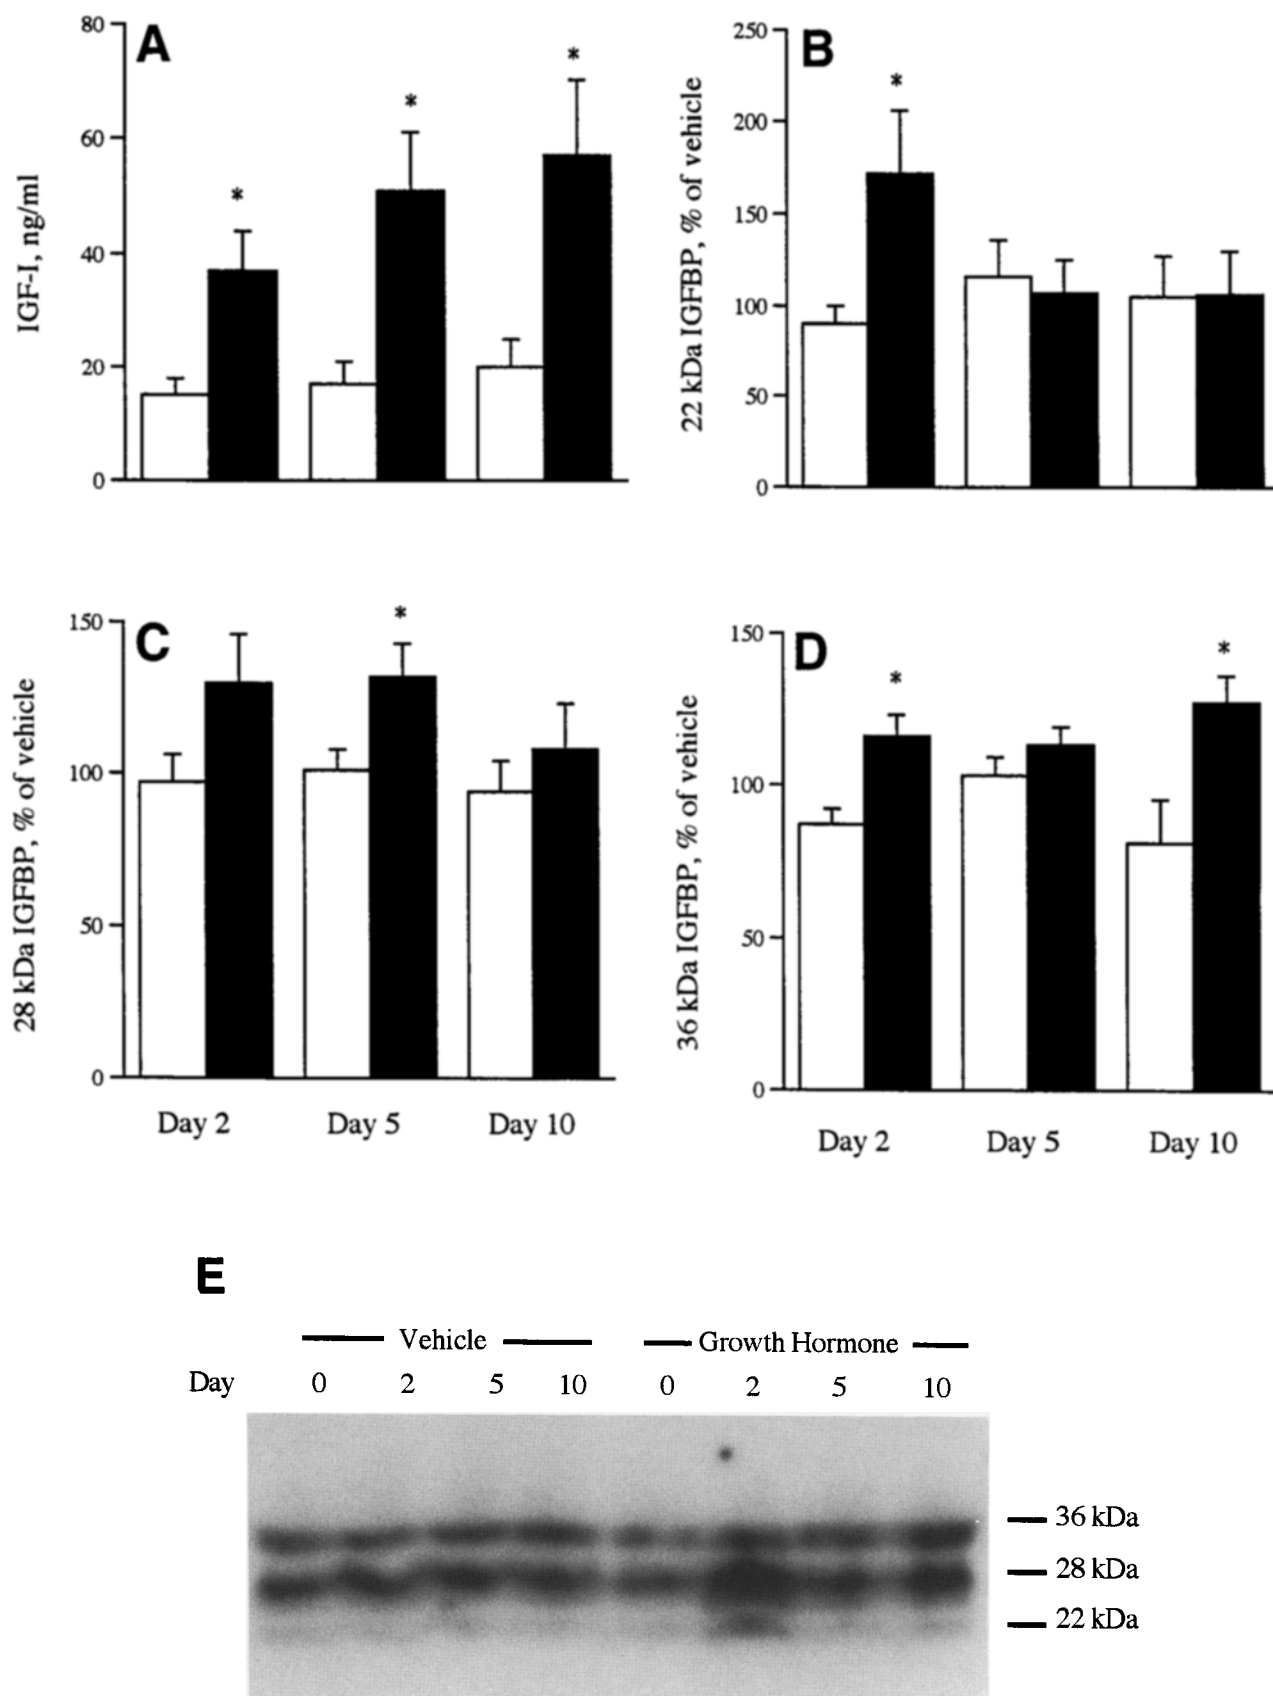 A
IGF-I, ng/ml
80
60
40
20
0
*
*
*
B
22 kDa IGFBP, % of vehicle
250
200
150
100
50
0
*
C
28 kDa IGFBP, % of vehicle
150
100
50
0
*
Day 2 Day 5 Day 10
D
36 kDa IGFBP, % of vehicle
150
100
50
0
*
*
Day 2 Day 5 Day 10
E
Vehicle Growth Hormone
Day 0 2 5 10 0 2 5 10
36 kDa
28 kDa
22 kDa